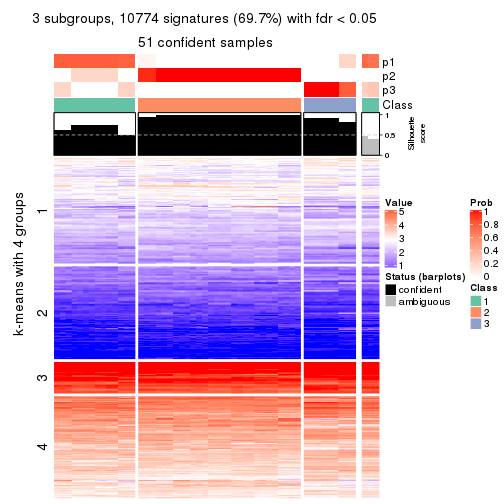 3 subgroups, 10774 signatures (69.7%) with fdr < 0.05
51 confident samples
p1
p2
p3
Class
1
0.5
0
Silhouette
score
k-means with 4 groups
1
2
3
4
Value
5
4
3
2
1
Status (barplots)
confident
ambiguous
Prob
1
0.8
0.6
0.4
0.2
0
Class
1
2
3